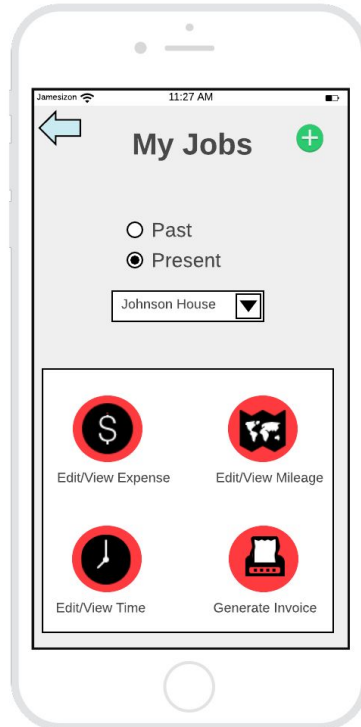 Jamesizon 11:27 AM
My Jobs
Past
Present
Johnson House
$
Edit/View Expense Edit/View Mileage
Edit/View Time Generate Invoice